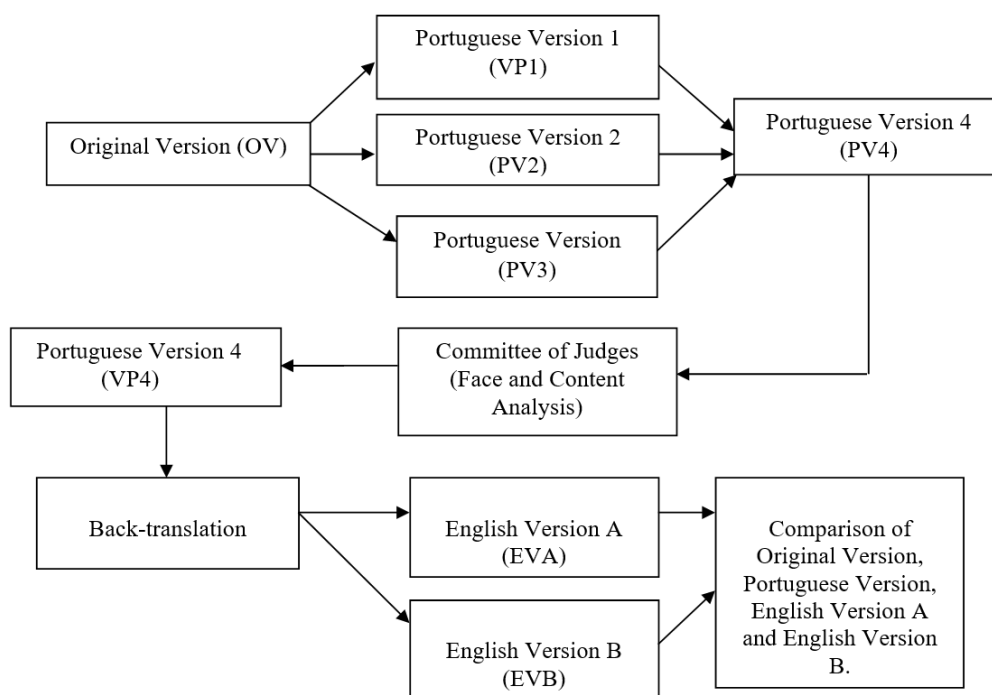 Portuguese Version 1
(VP1)
Original Version (OV)
Portuguese Version 2
(PV2)
Portuguese Version 4
(PV4)
Portuguese Version
(PV3)
Portuguese Version 4
(VP4)
Committee of Judges
(Face and Content
Analysis)
Back-translation
English Version A
(EVA)
English Version B
(EVB)
Comparison of
Original Version,
Portuguese Version,
English Version A
and English Version
B.